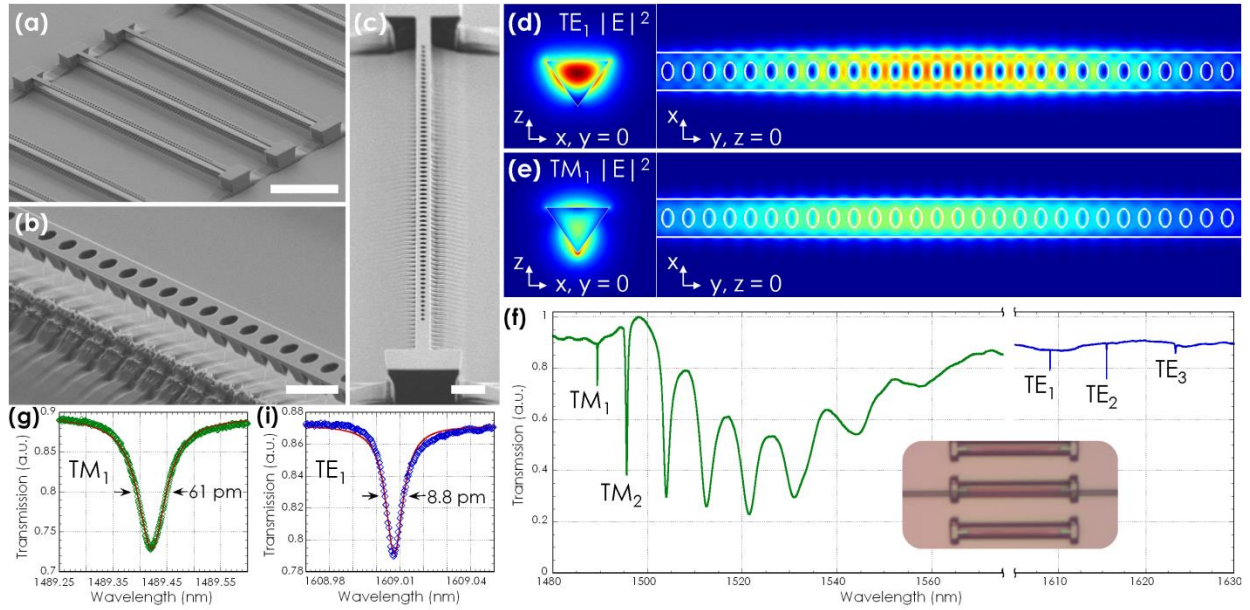 (a)
(b)
(c)
(d) TE1 |E|2
z
x, y = 0
x
y, z = 0
(e) TM1 |E|2
z
x, y = 0
x
y, z = 0
(f)
1
0.8
0.6
0.4
0.2
0
Transmssion (a.u.)
TM1
TM2
TE1
TE2
TE3
1480 1500 1520 1540 1560 1610 1620 1630
Wavelength (nm)
(g)
0.9
0.85
0.8
0.75
0.7
Transmission (a.u.)
TM1
61 pm
1489.25 1489.35 1489.45 1489.55
Wavelength (nm)
(i)
0.88
0.86
0.84
0.82
0.80
0.78
Transmission (a.u.)
TE1
8.8 pm
1608.98 1609.01 1609.04
Wavelength (nm)